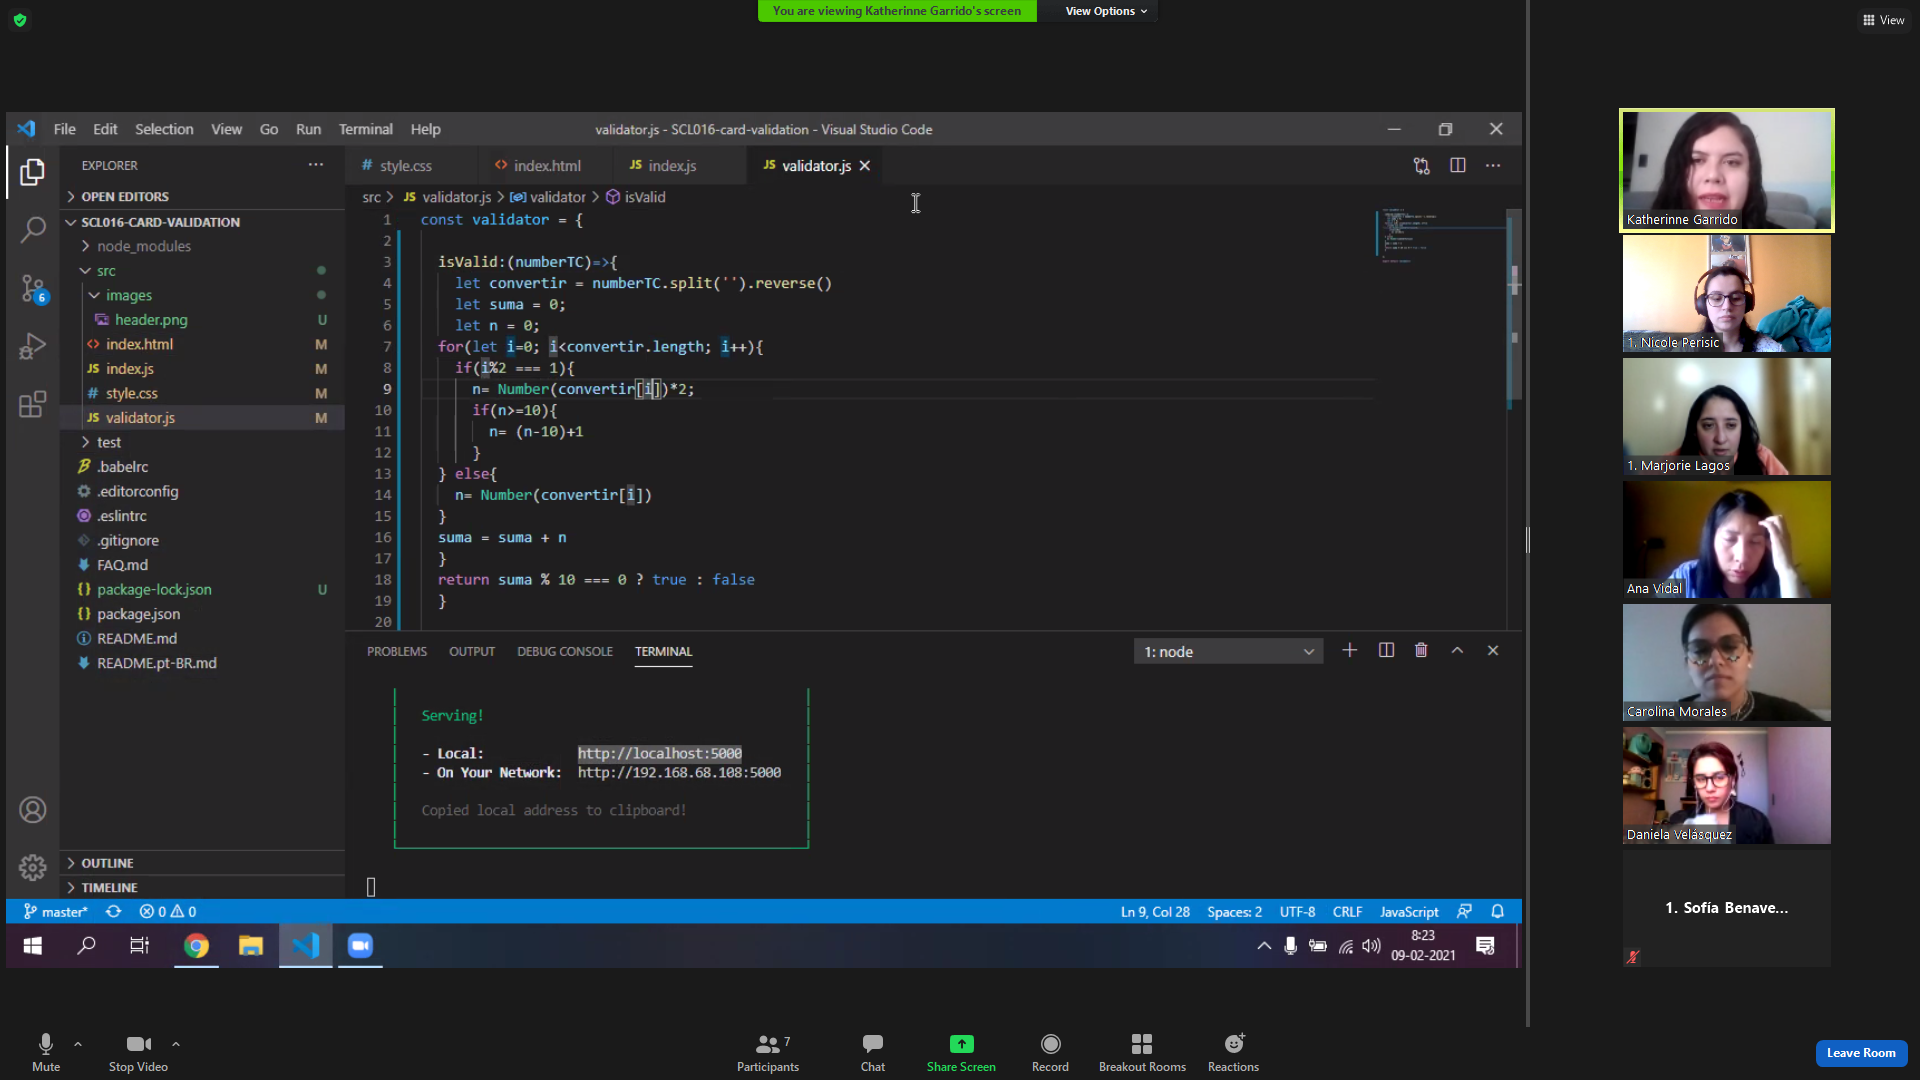 You are viewing Katherinne Garrido's screen
View Options
View
File Edit Selection View Go Run Terminal Help
validator.js - SCL016-card-validation - Visual Studio Code
EXPLORER
OPEN EDITORS
SCL016-CARD-VALIDATION
node_modules
src
images
header.png U
index.html M
index.js M
style.css M
validator.js M
test
.babelrc
.editorconfig
.eslintrc
.gitignore
FAQ.md
package-lock.json U
package.json
README.md
README.pt-BR.md
OUTLINE
TIMELINE
6
# style.css
index.html
JS index.js
JS validator.js
src > JS validator.js > validator > isValid
1 const validator = {
2
3 isValid:(numberTC)=>{
4 let convertir = numberTC.split('').reverse()
5 let suma = 0;
6 let n = 0;
7 for(let i=0; i<convertir.length; i++){
8 if(i%2 === 1){
9 n= Number(convertir[i])*2;
10 if(n>=10){
11 n= (n-10)+1
12 }
13 } else{
14 n= Number(convertir[i])
15 }
16 suma = suma + n
17 }
18 return suma % 10 === 0 ? true : false
19 }
20
PROBLEMS OUTPUT DEBUG CONSOLE TERMINAL
1: node
Serving!
- Local: http://localhost:5000
- On Your Network: http://192.168.68.108:5000
Copied local address to clipboard!
master* 0 0
Ln 9, Col 28 Spaces: 2 UTF-8 CRLF JavaScript
8:23
09-02-2021
Katherinne Garrido
1. Nicole Perisic
1. Marjorie Lagos
Ana Vidal
Carolina Morales
Daniela Velásquez
1. Sofía Benave...
Mute
Stop Video
Participants 7
Chat
Share Screen
Record
Breakout Rooms
Reactions
Leave Room